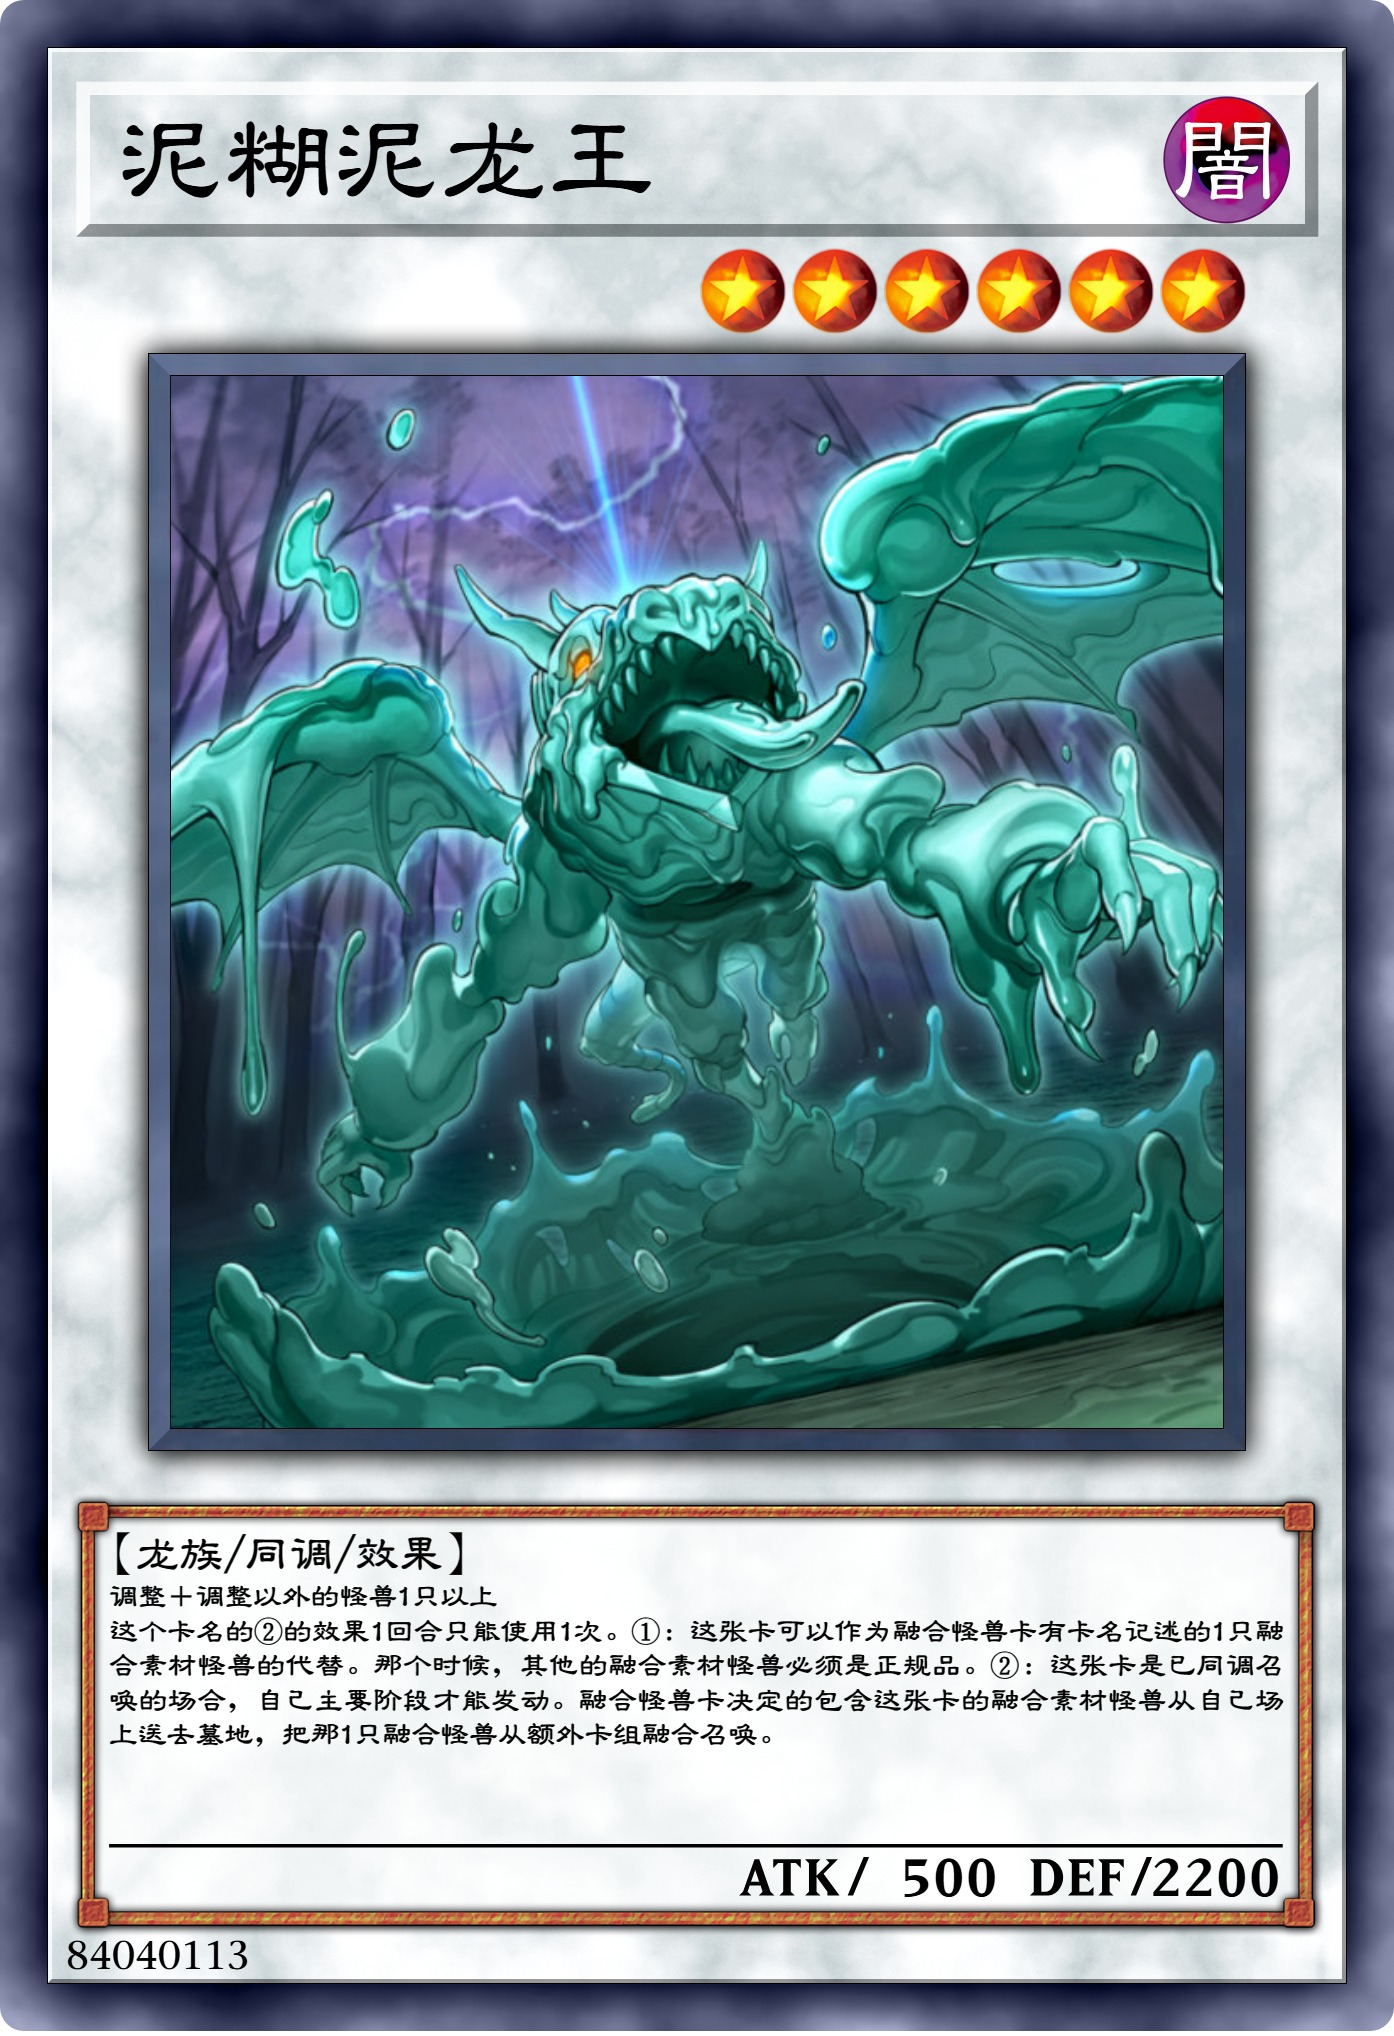 泥糊泥龙王
闇
【龙族/同调/效果】
调整＋调整以外的怪兽1只以上
这个卡名的②的效果1回合只能使用1次。①：这张卡可以作为融合怪兽卡有卡名记述的1只融
合素材怪兽的代替。那个时候，其他的融合素材怪兽必须是正规品。②：这张卡是已同调召
唤的场合，自己主要阶段才能发动。融合怪兽卡决定的包含这张卡的融合素材怪兽从自己场
上送去墓地，把那1只融合怪兽从额外卡组融合召唤。
ATK/ 500 DEF/2200
84040113